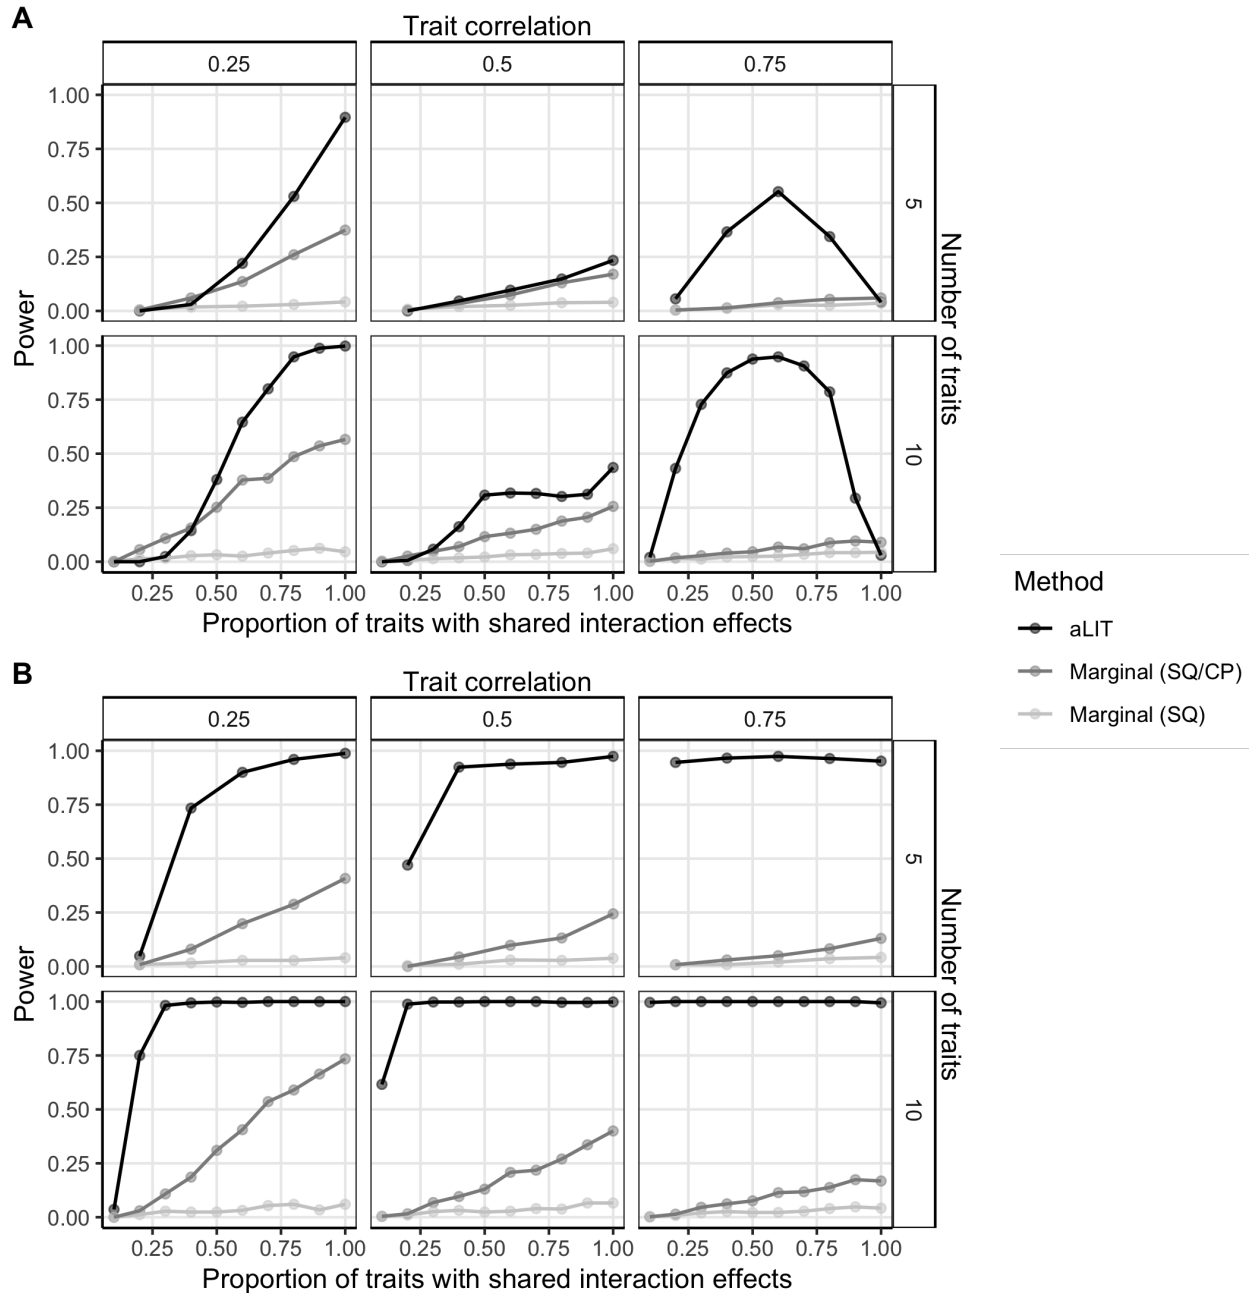 A
Trait correlation
0.25 0.5 0.75
1.00
0.75
0.50
0.25
0.00
5
1.00
0.75
0.50
0.25
0.00
10
Power
Number of traits
0.25 0.50 0.75 1.00 0.25 0.50 0.75 1.00 0.25 0.50 0.75 1.00
Proportion of traits with shared interaction effects
Method
aLIT
Marginal (SQ/CP)
Marginal (SQ)
B
Trait correlation
0.25 0.5 0.75
1.00
0.75
0.50
0.25
0.00
5
1.00
0.75
0.50
0.25
0.00
10
Power
Number of traits
0.25 0.50 0.75 1.00 0.25 0.50 0.75 1.00 0.25 0.50 0.75 1.00
Proportion of traits with shared interaction effects